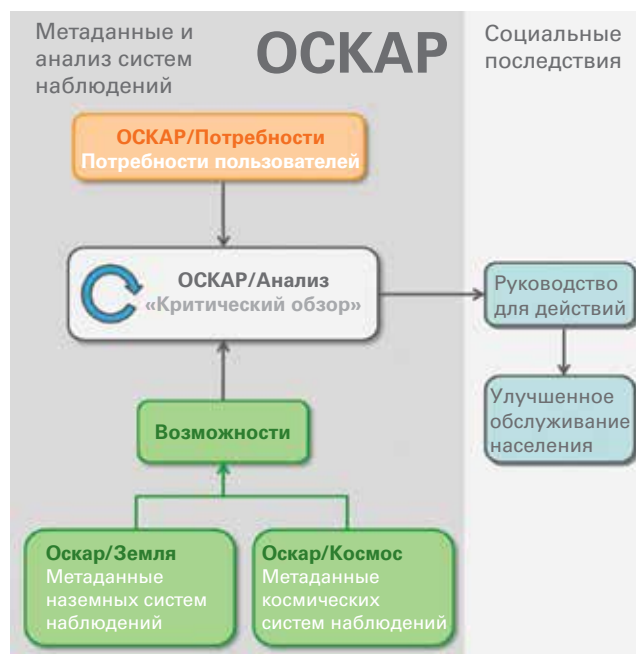 Метаданные и
анализ систем
наблюдений
ОСКАР
Социальные
последствия
ОСКАР/Потребности
Потребности пользователей
ОСКАР/Анализ
«Критический обзор»
Руководство
для действий
Возможности
Улучшенное
обслуживание
населения
Оскар/Земля
Метаданные
наземных систем
наблюдений
Оскар/Космос
Метаданные
космических
систем наблюдений